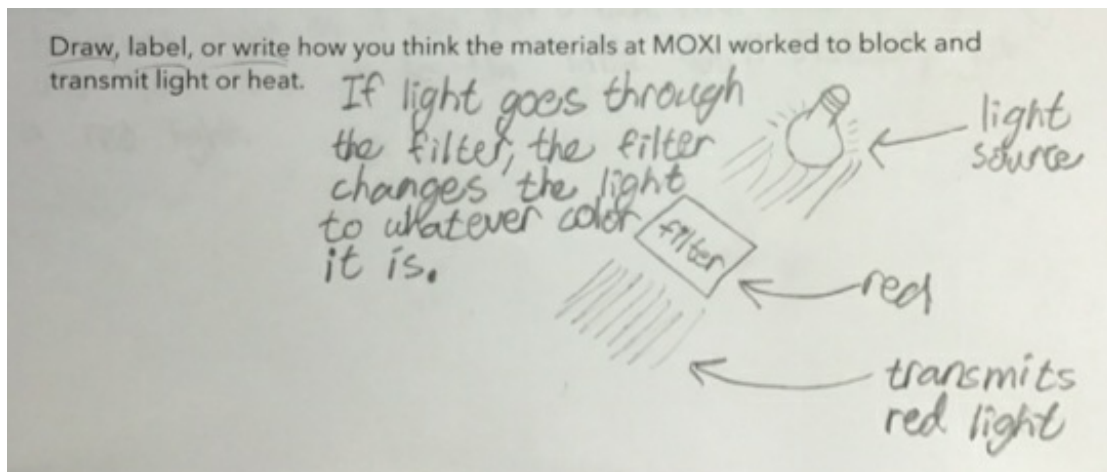 Draw, label, or write how you think the materials at MOXI worked to block and
transmit light or heat.
If light goes through
the filter, the filter
changes the light
to whatever color
it is.
light
source
filter
red
transmits
red light